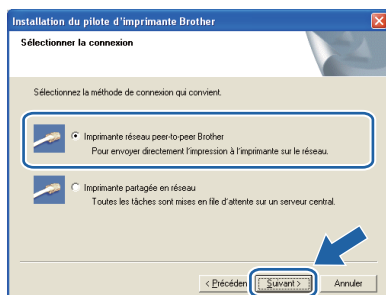 Installation du pilote d'imprimante Brother
Sélectionner la connexion
Sélectionnez la méthode de connexion qui convient.
Imprimante réseau peer-to-peer Brother
Pour envoyer directement l'impression à l'imprimante sur le réseau.
Imprimante partagée en réseau
Toutes les tâches sont mises en file d'attente sur un serveur central.
< Précéden
Suivant >
Annuler